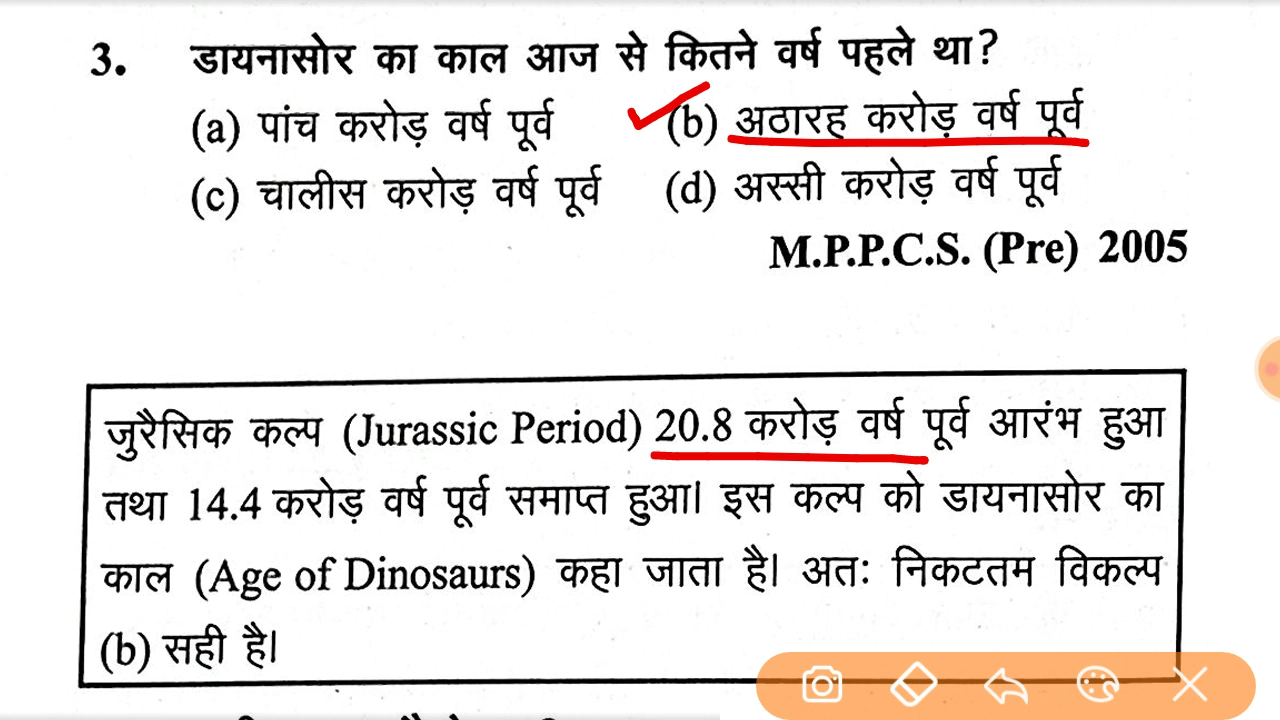 3. डायनासोर का काल आज से कितने वर्ष पहले था?
(a) पांच करोड़ वर्ष पूर्व (b) अठारह करोड़ वर्ष पूर्व
(c) चालीस करोड़ वर्ष पूर्व (d) अस्सी करोड़ वर्ष पूर्व
M.P.P.C.S. (Pre) 2005
जुरैसिक कल्प (Jurassic Period) 20.8 करोड़ वर्ष पूर्व आरंभ हुआ
तथा 14.4 करोड़ वर्ष पूर्व समाप्त हुआ। इस कल्प को डायनासोर का
काल (Age of Dinosaurs) कहा जाता है। अतः निकटतम विकल्प
(b) सही है।